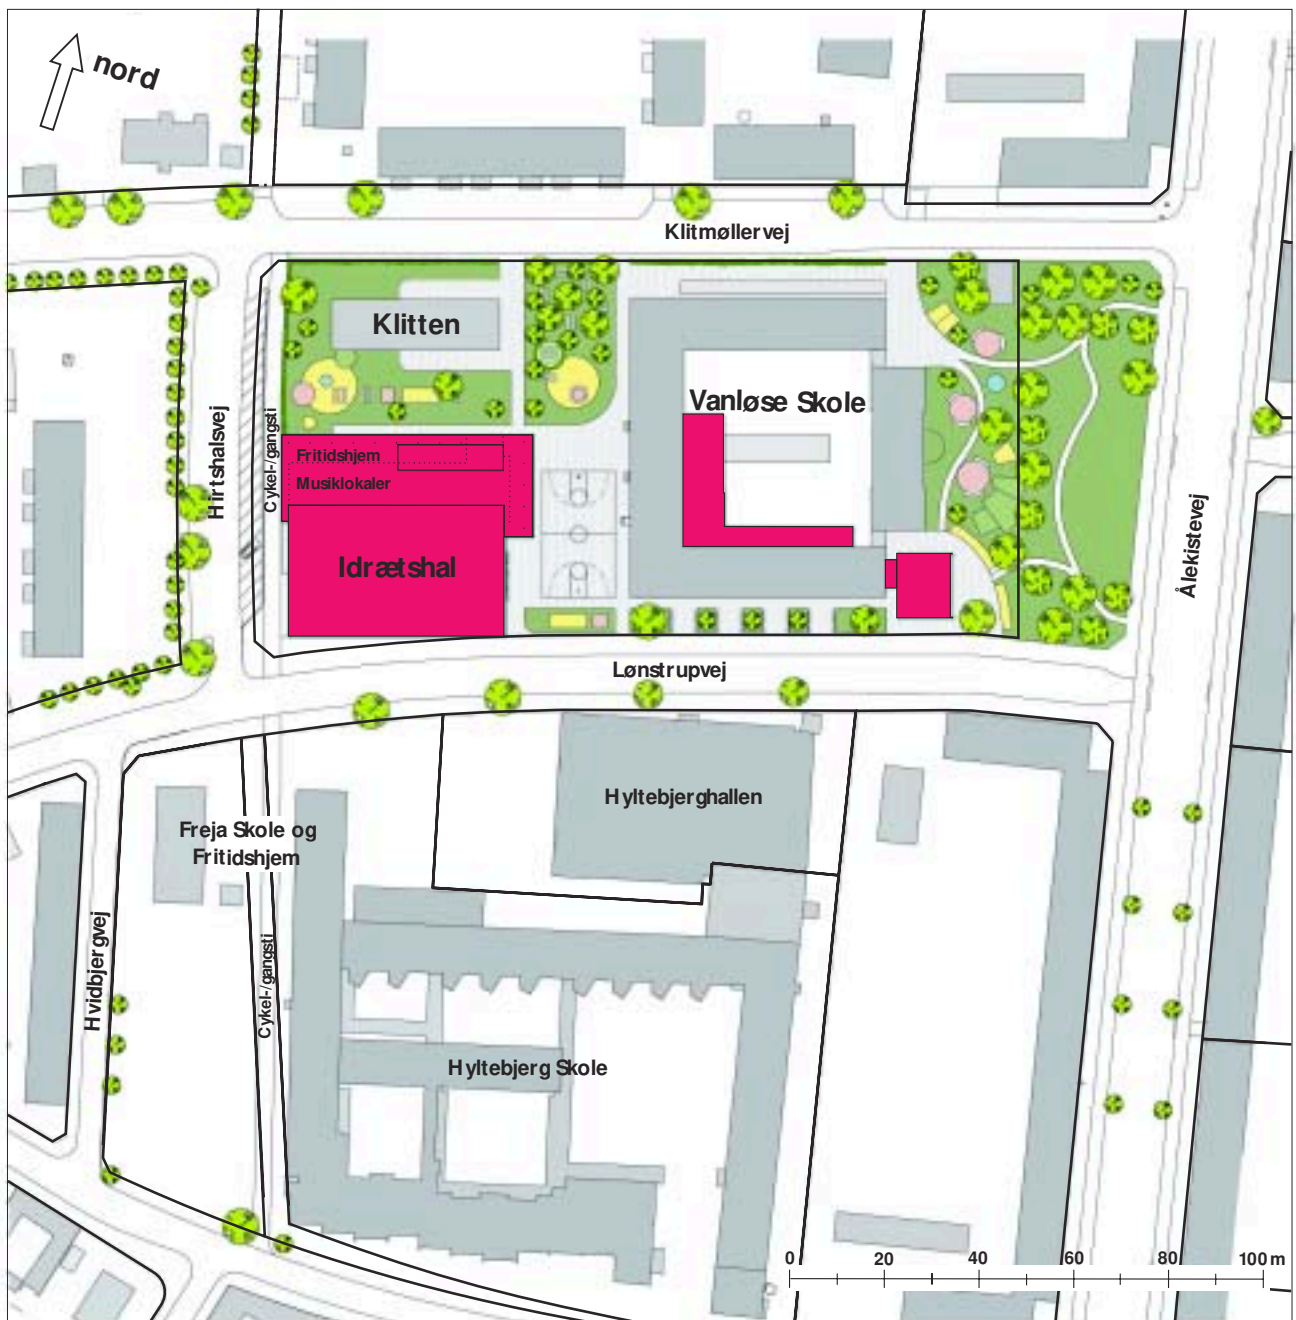 nord
Klitmøllervej
Klitten
Vanløse Skole
Hirtshalsvej
Cykel-/gangsti
Fritidshjem
Musiklokaler
Idrætshal
Ålekistevej
Lønstrupvej
Hyltebjerghallen
Freja Skole og
Fritidshjem
Hvidbjergvej
Cykel-/gangsti
Hyltebjerg Skole
0 20 40 60 80 100 m